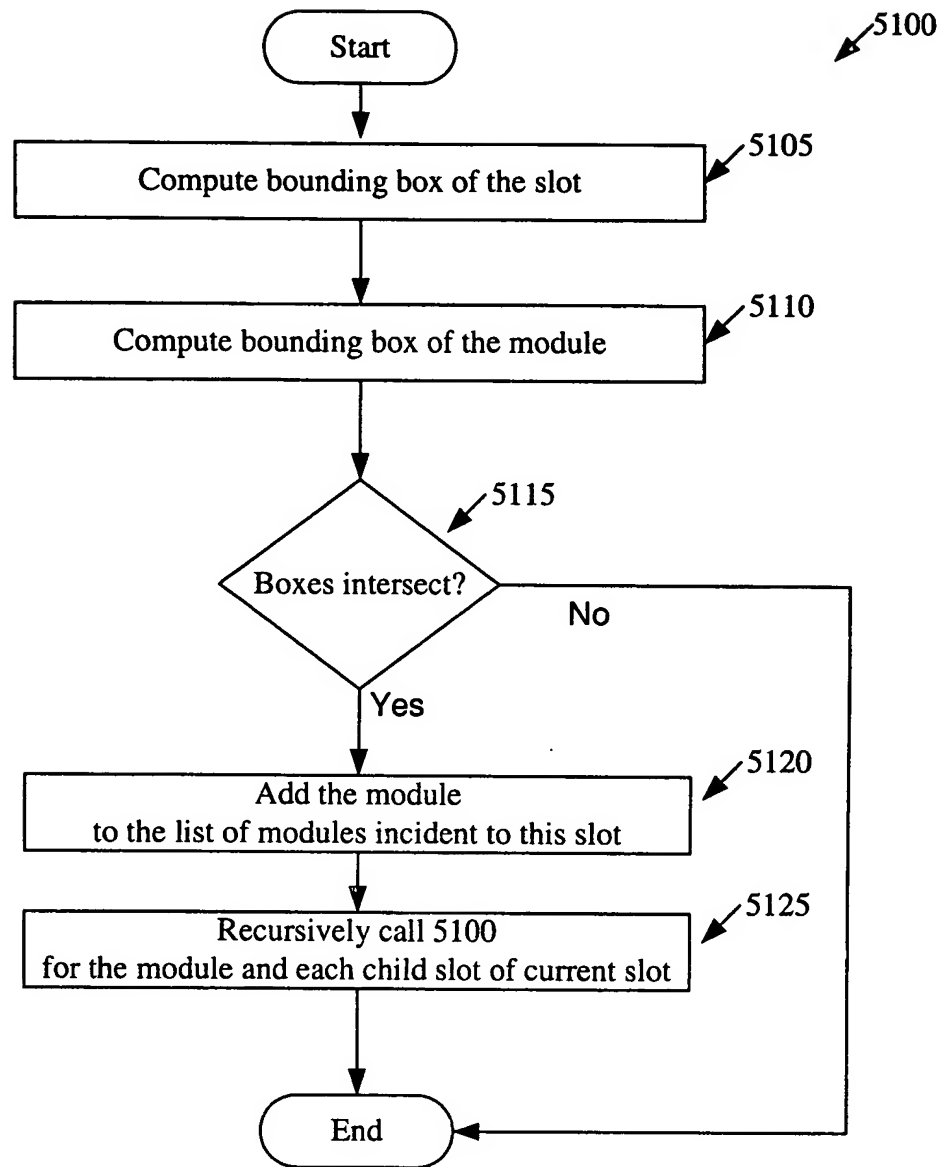 Start
5100
5105
Compute bounding box of the slot
5110
Compute bounding box of the module
5115
Boxes intersect?
No
Yes
5120
Add the module
to the list of modules incident to this slot
5125
Recursively call 5100
for the module and each child slot of current slot
End